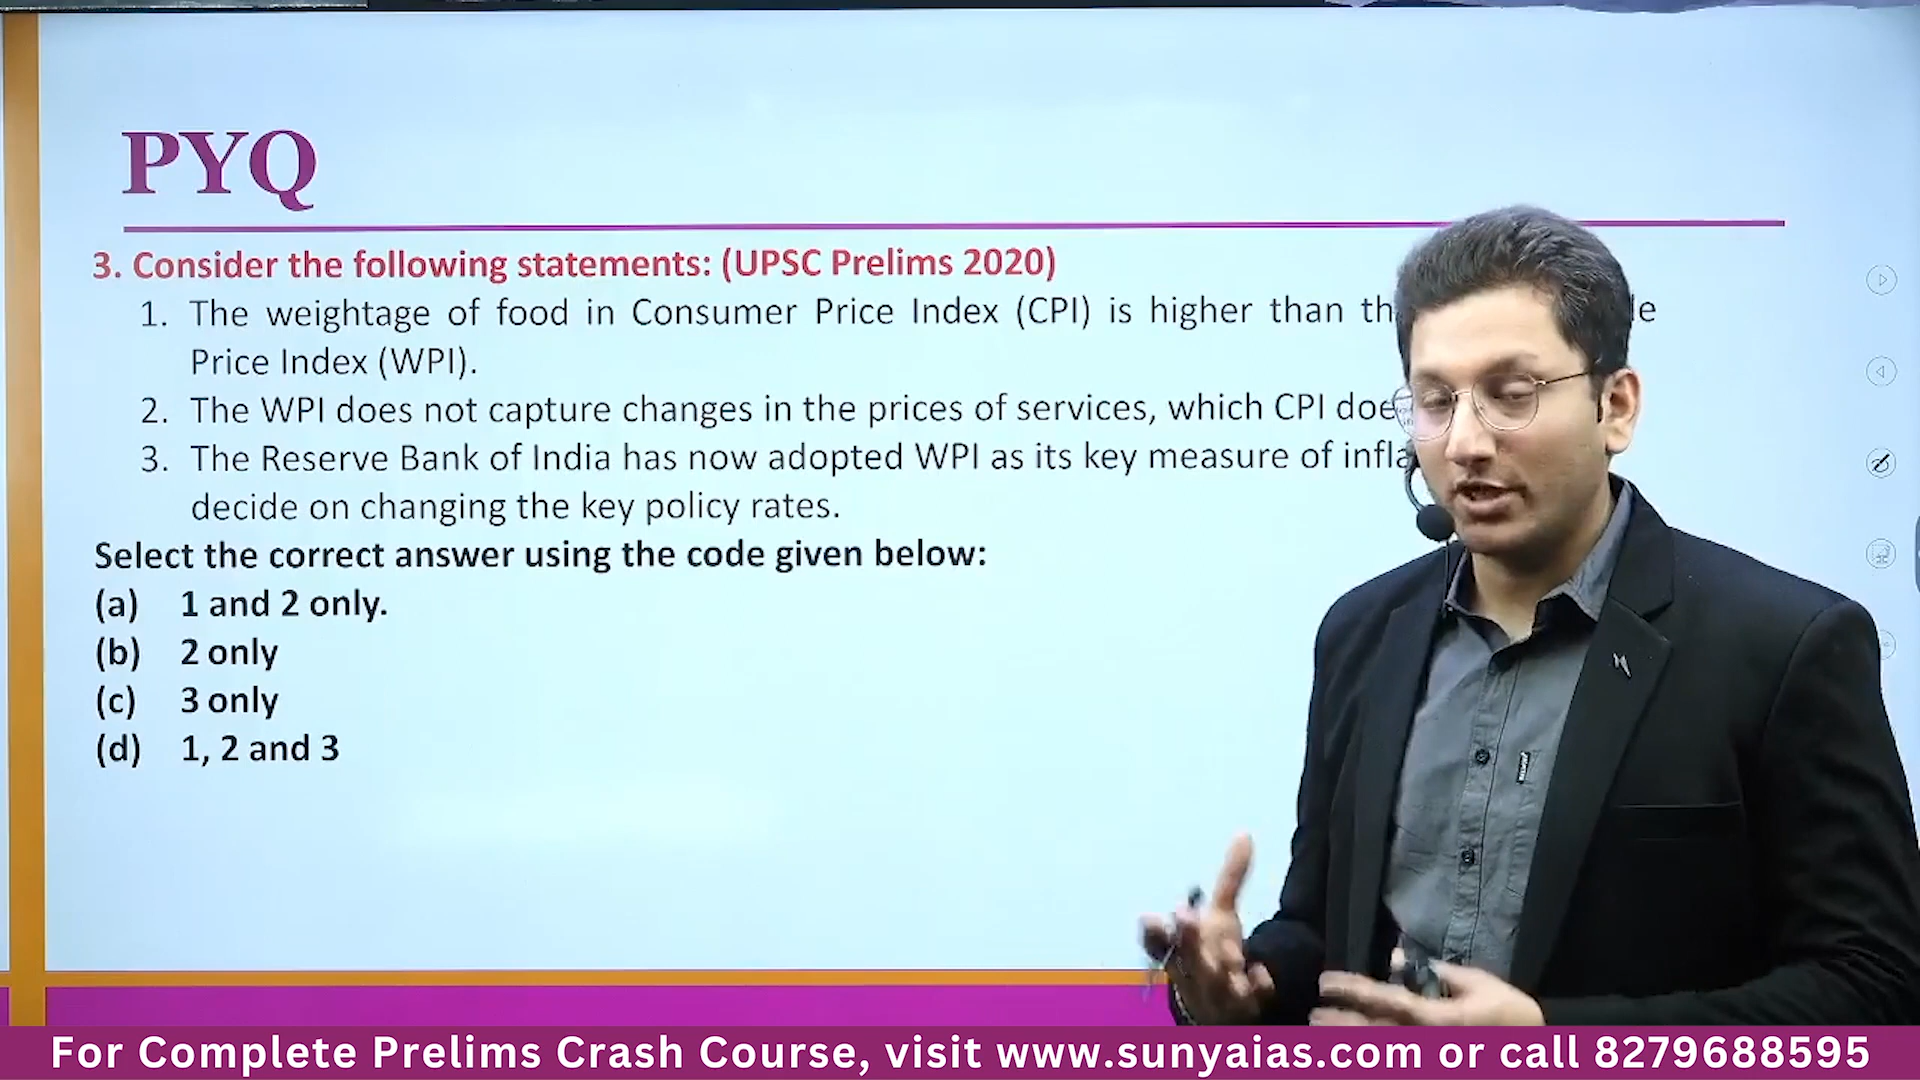 PYQ
3. Consider the following statements: (UPSC Prelims 2020)
1. The weightage of food in Consumer Price Index (CPI) is higher than
Price Index (WPI).
2. The WPI does not capture changes in the prices of services, which CPI
3. The Reserve Bank of India has now adopted WPI as its key measure of
decide on changing the key policy rates.
Select the correct answer using the code given below:
(a) 1 and 2 only.
(b) 2 only
(c) 3 only
(d) 1, 2 and 3
For Complete Prelims Crash Course, visit www.sunyaias.com or call 8279688595